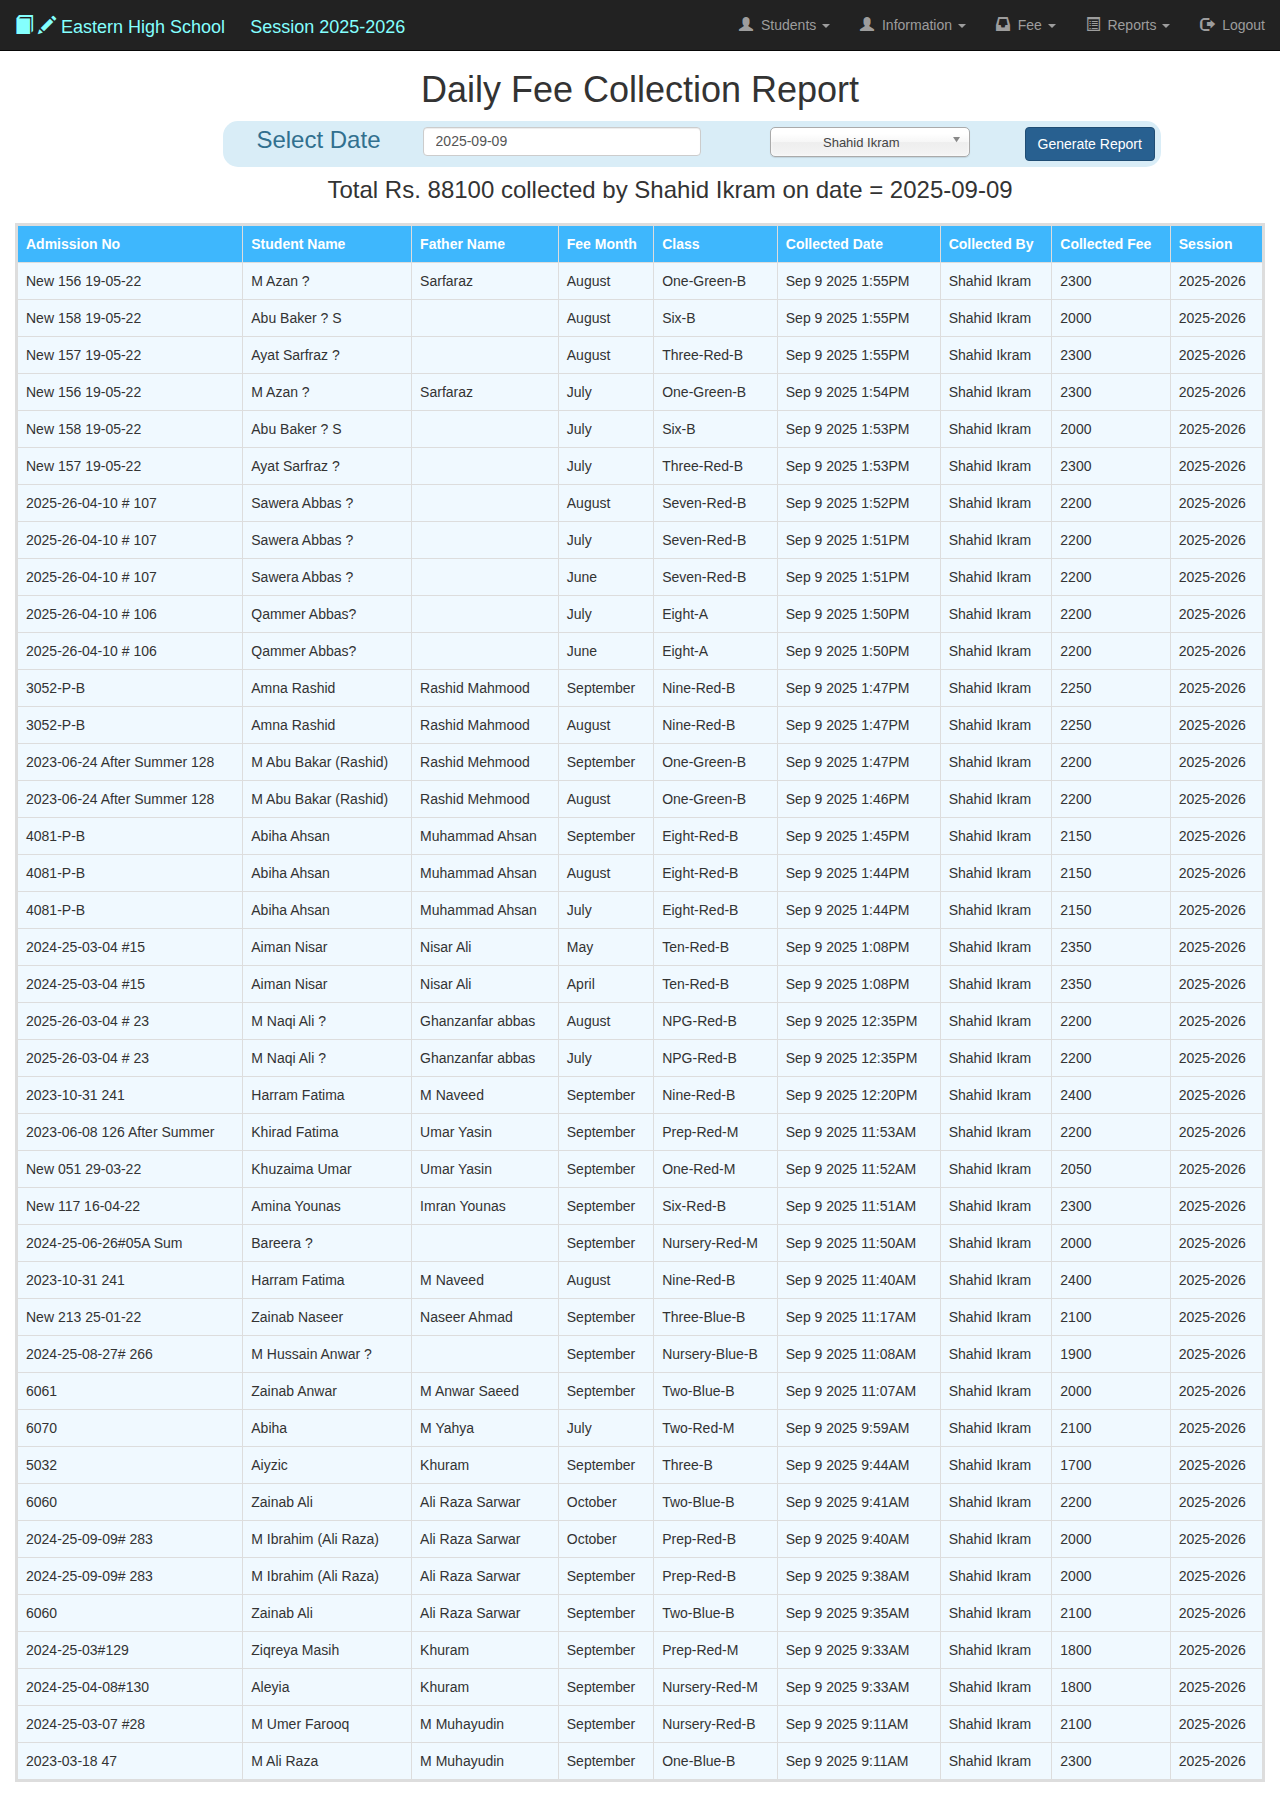 Eastern High School Session 2025-2026 Students Information Fee Reports Logout
Daily Fee Collection Report
Select Date 2025-09-09 Shahid Ikram Generate Report
Total Rs. 88100 collected by Shahid Ikram on date = 2025-09-09
Admission No Student Name Father Name Fee Month Class Collected Date Collected By Collected Fee Session
New 156 19-05-22 M Azan ? Sarfaraz August One-Green-B Sep 9 2025 1:55PM Shahid Ikram 2300 2025-2026
New 158 19-05-22 Abu Baker ? S August Six-B Sep 9 2025 1:55PM Shahid Ikram 2000 2025-2026
New 157 19-05-22 Ayat Sarfraz ? August Three-Red-B Sep 9 2025 1:55PM Shahid Ikram 2300 2025-2026
New 156 19-05-22 M Azan ? Sarfaraz July One-Green-B Sep 9 2025 1:54PM Shahid Ikram 2300 2025-2026
New 158 19-05-22 Abu Baker ? S July Six-B Sep 9 2025 1:53PM Shahid Ikram 2000 2025-2026
New 157 19-05-22 Ayat Sarfraz ? July Three-Red-B Sep 9 2025 1:53PM Shahid Ikram 2300 2025-2026
2025-26-04-10 # 107 Sawera Abbas ? August Seven-Red-B Sep 9 2025 1:52PM Shahid Ikram 2200 2025-2026
2025-26-04-10 # 107 Sawera Abbas ? July Seven-Red-B Sep 9 2025 1:51PM Shahid Ikram 2200 2025-2026
2025-26-04-10 # 107 Sawera Abbas ? June Seven-Red-B Sep 9 2025 1:51PM Shahid Ikram 2200 2025-2026
2025-26-04-10 # 106 Qammer Abbas? July Eight-A Sep 9 2025 1:50PM Shahid Ikram 2200 2025-2026
2025-26-04-10 # 106 Qammer Abbas? June Eight-A Sep 9 2025 1:50PM Shahid Ikram 2200 2025-2026
3052-P-B Amna Rashid Rashid Mahmood September Nine-Red-B Sep 9 2025 1:47PM Shahid Ikram 2250 2025-2026
3052-P-B Amna Rashid Rashid Mahmood August Nine-Red-B Sep 9 2025 1:47PM Shahid Ikram 2250 2025-2026
2023-06-24 After Summer 128 M Abu Bakar (Rashid) Rashid Mehmood September One-Green-B Sep 9 2025 1:47PM Shahid Ikram 2200 2025-2026
2023-06-24 After Summer 128 M Abu Bakar (Rashid) Rashid Mehmood August One-Green-B Sep 9 2025 1:46PM Shahid Ikram 2200 2025-2026
4081-P-B Abiha Ahsan Muhammad Ahsan September Eight-Red-B Sep 9 2025 1:45PM Shahid Ikram 2150 2025-2026
4081-P-B Abiha Ahsan Muhammad Ahsan August Eight-Red-B Sep 9 2025 1:44PM Shahid Ikram 2150 2025-2026
4081-P-B Abiha Ahsan Muhammad Ahsan July Eight-Red-B Sep 9 2025 1:44PM Shahid Ikram 2150 2025-2026
2024-25-03-04 #15 Aiman Nisar Nisar Ali May Ten-Red-B Sep 9 2025 1:08PM Shahid Ikram 2350 2025-2026
2024-25-03-04 #15 Aiman Nisar Nisar Ali April Ten-Red-B Sep 9 2025 1:08PM Shahid Ikram 2350 2025-2026
2025-26-03-04 # 23 M Naqi Ali ? Ghanzanfar abbas August NPG-Red-B Sep 9 2025 12:35PM Shahid Ikram 2200 2025-2026
2025-26-03-04 # 23 M Naqi Ali ? Ghanzanfar abbas July NPG-Red-B Sep 9 2025 12:35PM Shahid Ikram 2200 2025-2026
2023-10-31 241 Harram Fatima M Naveed September Nine-Red-B Sep 9 2025 12:20PM Shahid Ikram 2400 2025-2026
2023-06-08 126 After Summer Khirad Fatima Umar Yasin September Prep-Red-M Sep 9 2025 11:53AM Shahid Ikram 2200 2025-2026
New 051 29-03-22 Khuzaima Umar Umar Yasin September One-Red-M Sep 9 2025 11:52AM Shahid Ikram 2050 2025-2026
New 117 16-04-22 Amina Younas Imran Younas September Six-Red-B Sep 9 2025 11:51AM Shahid Ikram 2300 2025-2026
2024-25-06-26#05A Sum Bareera ? September Nursery-Red-M Sep 9 2025 11:50AM Shahid Ikram 2000 2025-2026
2023-10-31 241 Harram Fatima M Naveed August Nine-Red-B Sep 9 2025 11:40AM Shahid Ikram 2400 2025-2026
New 213 25-01-22 Zainab Naseer Naseer Ahmad September Three-Blue-B Sep 9 2025 11:17AM Shahid Ikram 2100 2025-2026
2024-25-08-27# 266 M Hussain Anwar ? September Nursery-Blue-B Sep 9 2025 11:08AM Shahid Ikram 1900 2025-2026
6061 Zainab Anwar M Anwar Saeed September Two-Blue-B Sep 9 2025 11:07AM Shahid Ikram 2000 2025-2026
6070 Abiha M Yahya July Two-Red-M Sep 9 2025 9:59AM Shahid Ikram 2100 2025-2026
5032 Aiyzic Khuram September Three-B Sep 9 2025 9:44AM Shahid Ikram 1700 2025-2026
6060 Zainab Ali Ali Raza Sarwar October Two-Blue-B Sep 9 2025 9:41AM Shahid Ikram 2200 2025-2026
2024-25-09-09# 283 M Ibrahim (Ali Raza) Ali Raza Sarwar October Prep-Red-B Sep 9 2025 9:40AM Shahid Ikram 2000 2025-2026
2024-25-09-09# 283 M Ibrahim (Ali Raza) Ali Raza Sarwar September Prep-Red-B Sep 9 2025 9:38AM Shahid Ikram 2000 2025-2026
6060 Zainab Ali Ali Raza Sarwar September Two-Blue-B Sep 9 2025 9:35AM Shahid Ikram 2100 2025-2026
2024-25-03#129 Ziqreya Masih Khuram September Prep-Red-M Sep 9 2025 9:33AM Shahid Ikram 1800 2025-2026
2024-25-04-08#130 Aleyia Khuram September Nursery-Red-M Sep 9 2025 9:33AM Shahid Ikram 1800 2025-2026
2024-25-03-07 #28 M Umer Farooq M Muhayudin September Nursery-Red-B Sep 9 2025 9:11AM Shahid Ikram 2100 2025-2026
2023-03-18 47 M Ali Raza M Muhayudin September One-Blue-B Sep 9 2025 9:11AM Shahid Ikram 2300 2025-2026